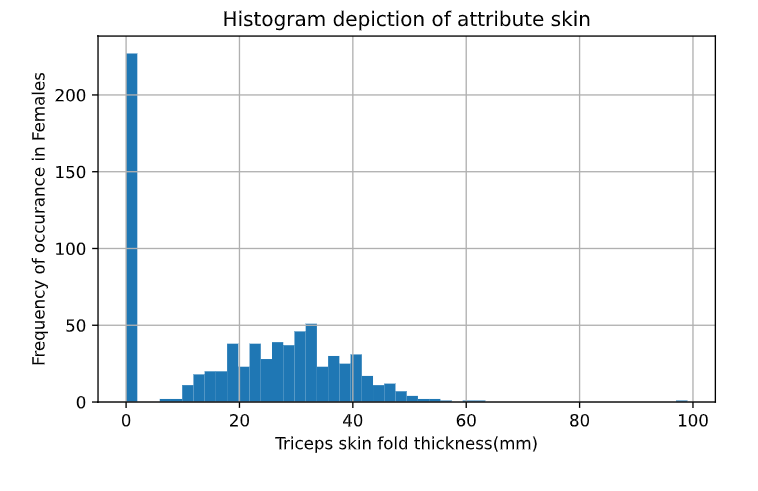 Histogram depiction of attribute skin
Frequency of occurance in Females
200
150
100
50
0
0 20 40 60 80 100
Triceps skin fold thickness(mm)